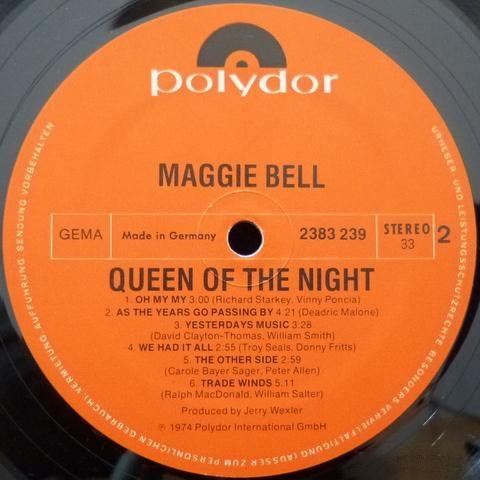 polydor
MAGGIE BELL
GEMA
Made in Germany
2383 239
STEREO
33
2
QUEEN OF THE NIGHT
1. OH MY MY 3:00 (Richard Starkey, Vinny Poncia)
2. AS THE YEARS GO PASSING BY 4:21 (Deadric Malone)
3. YESTERDAYS MUSIC 3:28
(David Clayton-Thomas, William Smith)
4. WE HAD IT ALL 2:55 (Troy Seals, Donny Fritts)
5. THE OTHER SIDE 2:59
(Carole Bayer Sager, Peter Allen)
6. TRADE WINDS 5:11
(Ralph MacDonald, William Salter)
Produced by Jerry Wexler
℗ 1974 Polydor International GmbH
URHEBER- UND LEISTUNGSSCHUTZRECHTE BESONDERS VERVIELFÄLTIGUNG (AUSSER ZUM PERSÖNLICHEN GEBRAUCH), VERMIETUNG AUFFÜHRUNG SENDUNG VORBEHALTEN